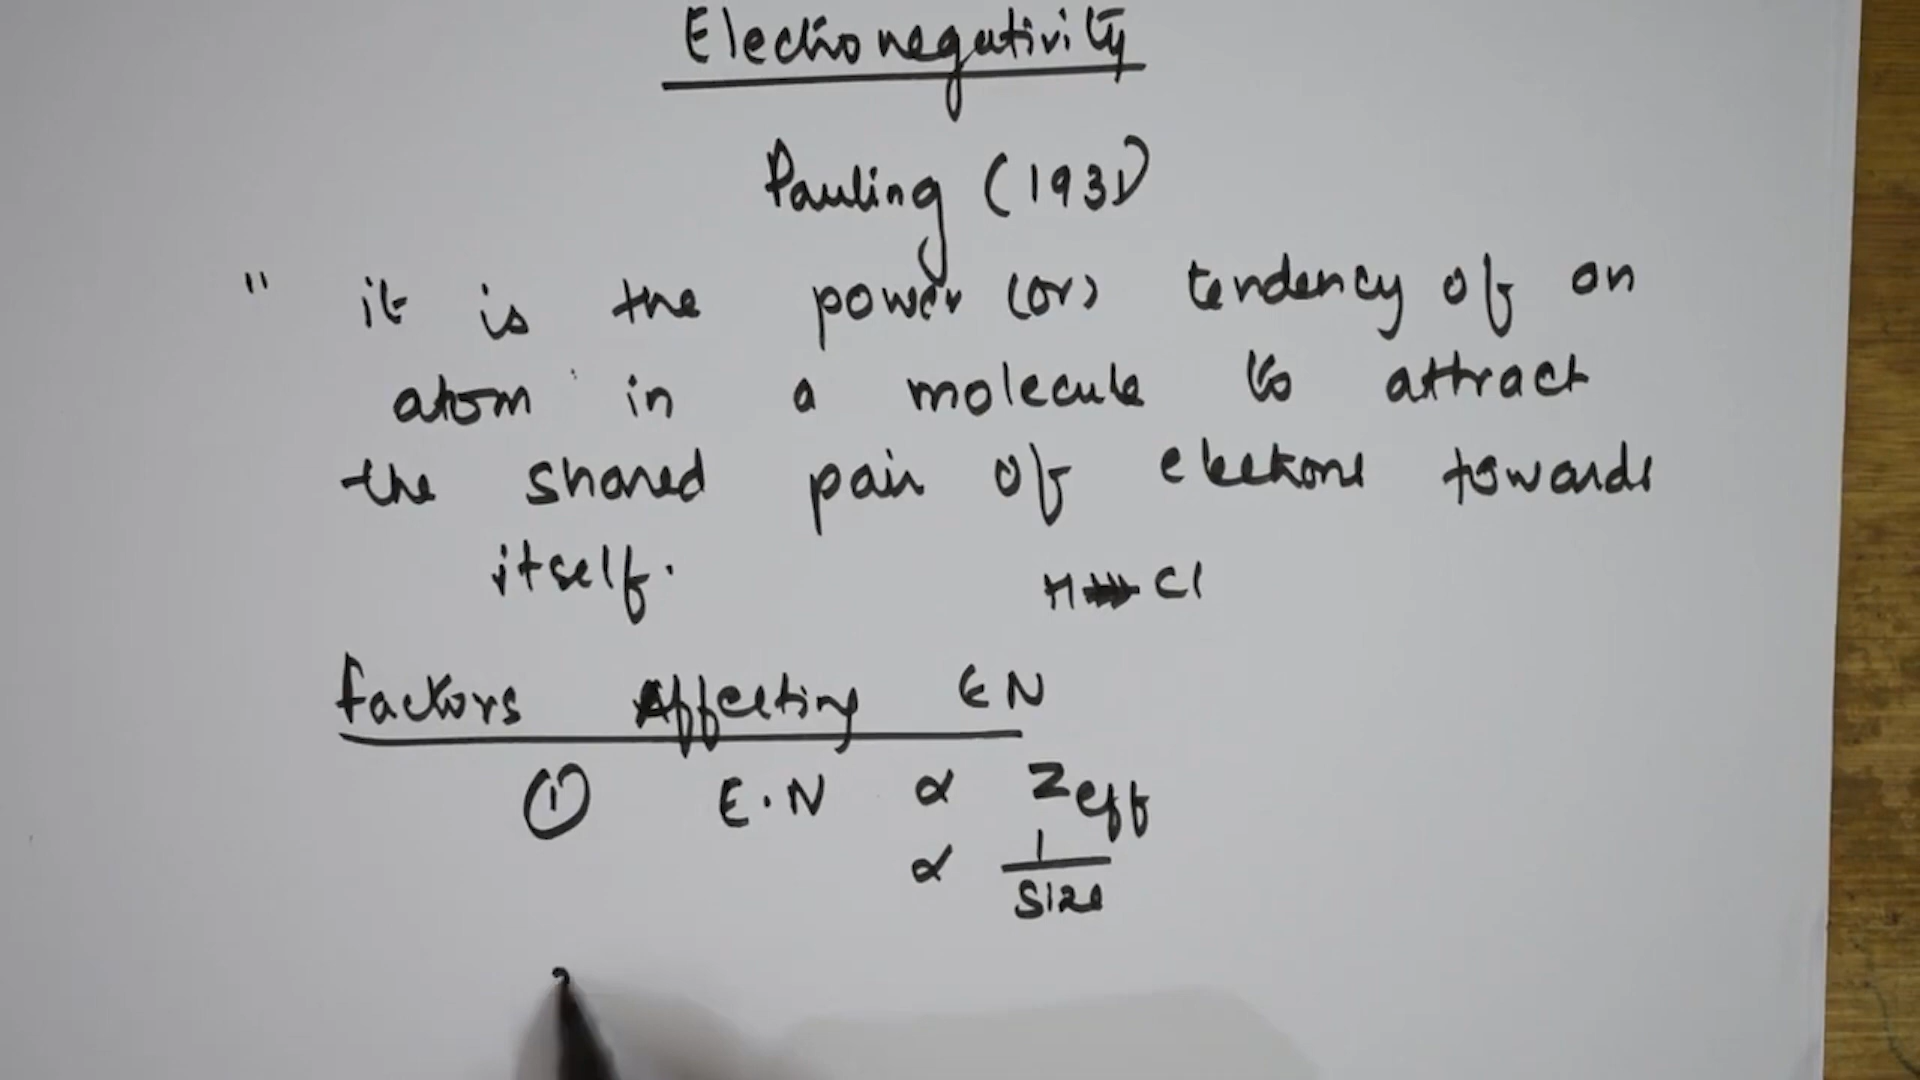 Electronegativity
Pauling (1931)
" it is the power (or) tendency of an
atom in a molecule to attract
the shared pair of electrons towards
itself.
H Cl
factors Affecting EN
① E.N ∝ Zeff
∝ 1/Size
2